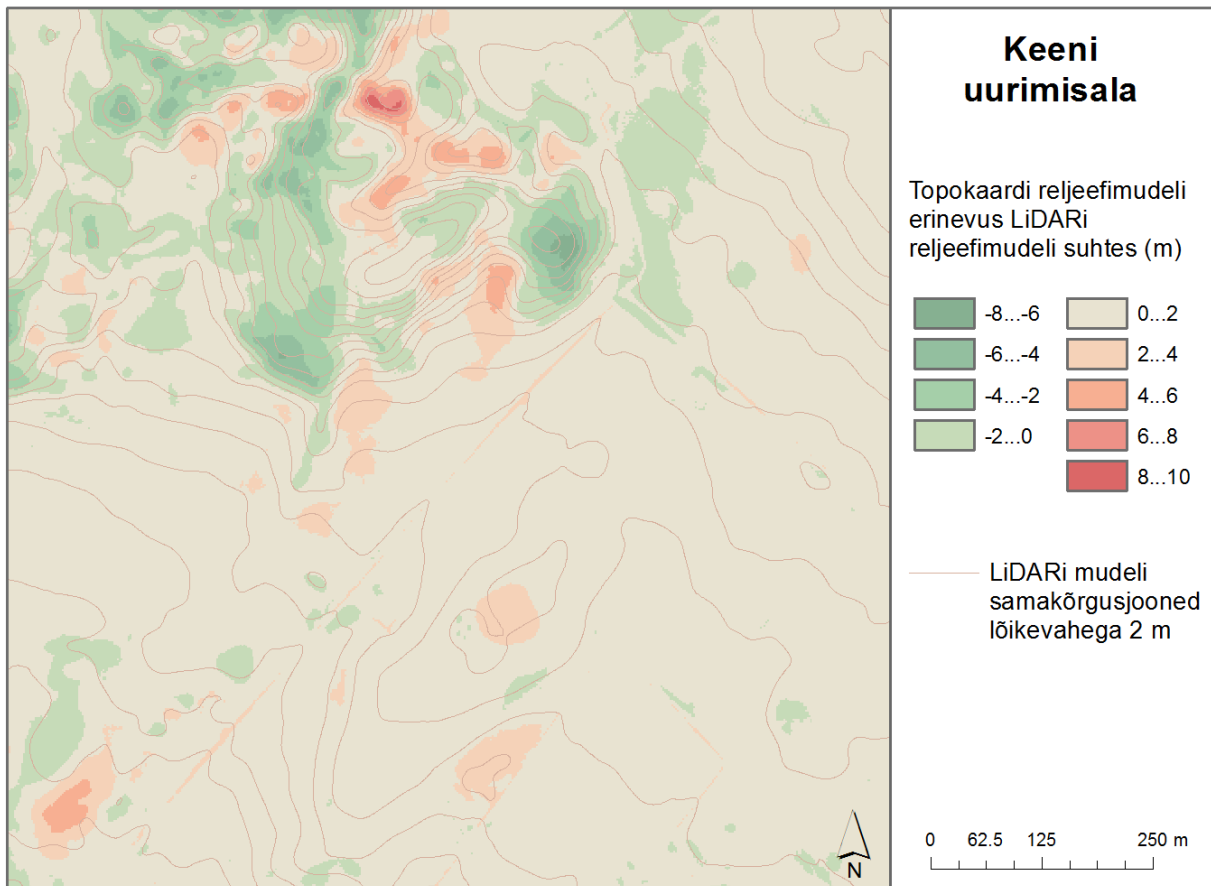 Keeni
uurimisala
Topokaardi reljeefimudeli
erinevus LiDARi
reljeefimudeli suhtes (m)
-8...-6
-6...-4
-4...-2
-2...0
0...2
2...4
4...6
6...8
8...10
LiDARi mudeli
samakõrgusjooned
lõikevahega 2 m
0 62.5 125 250 m
N